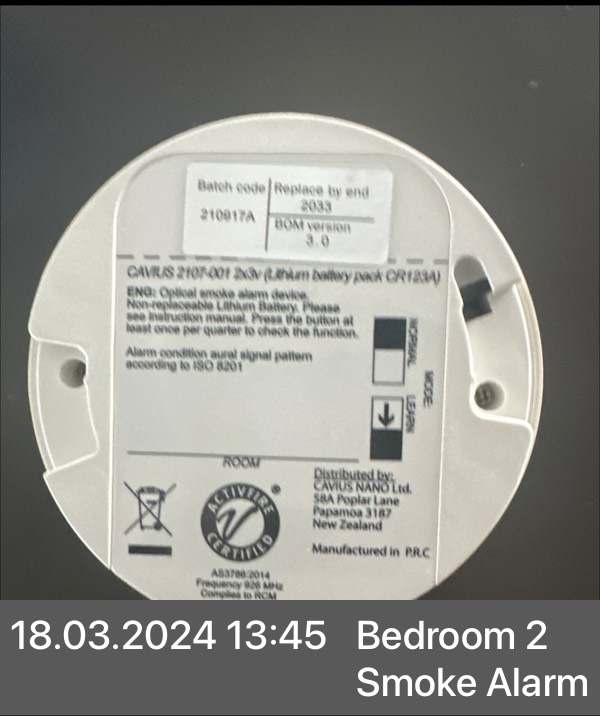 Batch code
Replace by end
2033
210917A
BOM version
3.0
CAVIUS 2107-001 2x3v (Lithium battery pack CR123A)
ENG: Optical smoke alarm device.
Non-replaceable Lithium Battery. Please
see instruction manual. Press the button at
least once per quarter to check the function.
Alarm condition aural signal pattern
according to ISO 8201
NORMAL
MODE:
LEARN
ROOM
ACTIVFIRE
®
CERTIFIED
Distributed by:
CAVIUS NANO Ltd.
58A Poplar Lane
Papamoa 3187
New Zealand
Manufactured in P.R.C
AS3786:2014
Frequency 926 MHz
Complies to RCM
18.03.2024 13:45
Bedroom 2
Smoke Alarm